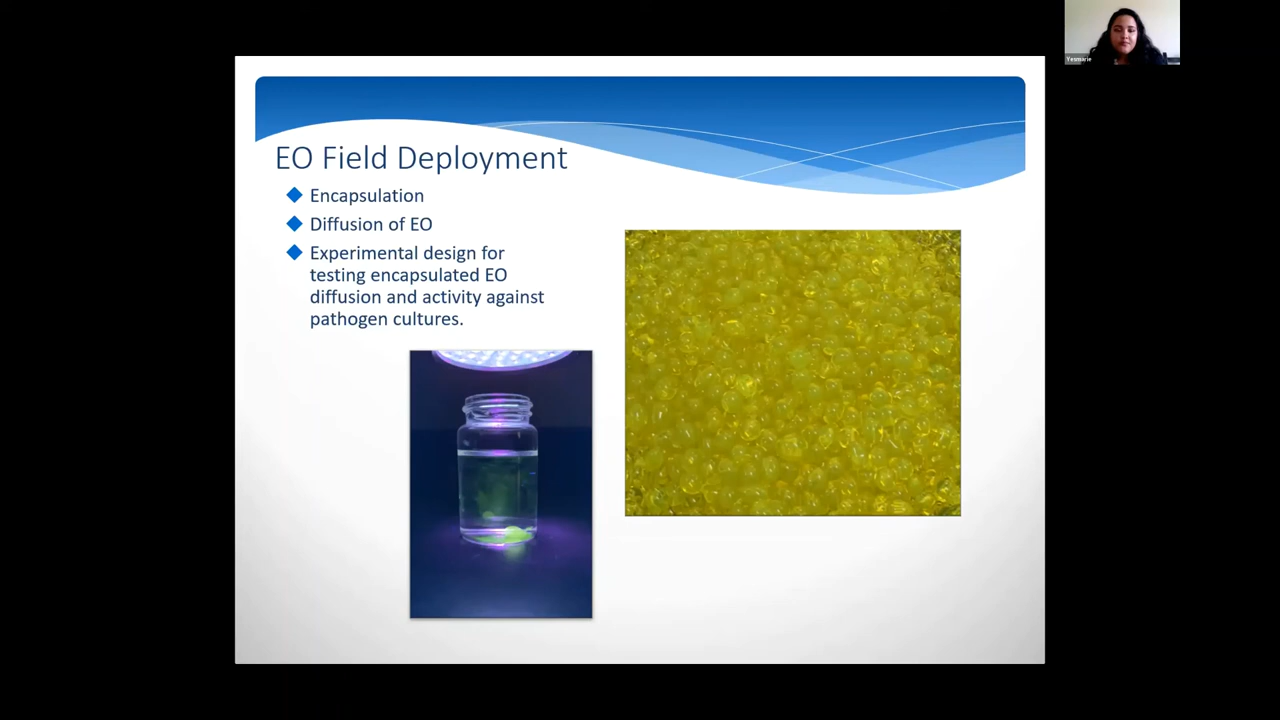 Yesmarie
EO Field Deployment
Encapsulation
Diffusion of EO
Experimental design for
testing encapsulated EO
diffusion and activity against
pathogen cultures.